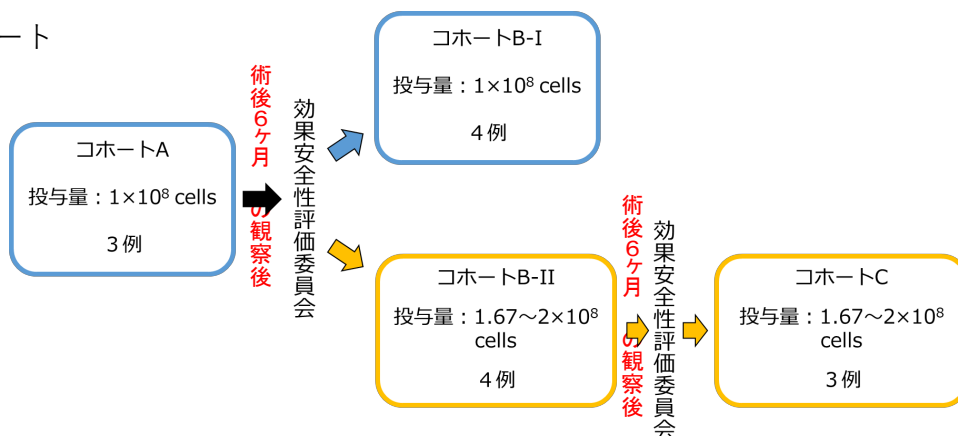 ート
コホートA
投与量：1×10⁸ cells
３例
術後６ヶ月の観察後
効果安全性評価委員会
コホートB-I
投与量：1×10⁸ cells
４例
コホートB-II
投与量：1.67～2×10⁸
cells
４例
術後６ヶ月の観察後
効果安全性評価委員会
コホートC
投与量：1.67～2×10⁸
cells
３例